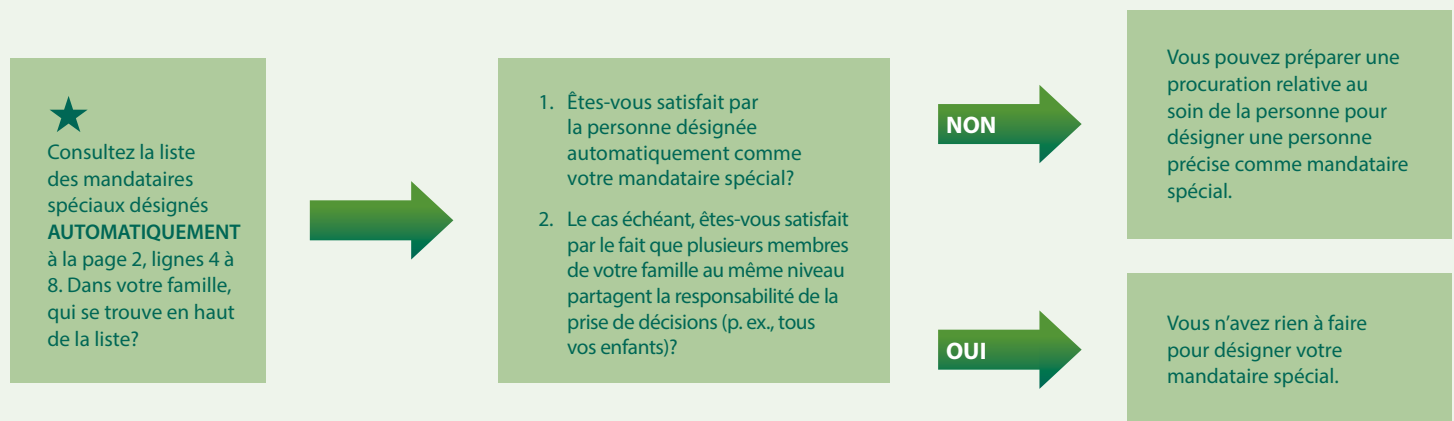 ★
Consultez la liste
des mandataires
spéciaux désignés
AUTOMATIQUEMENT
à la page 2, lignes 4 à
8. Dans votre famille,
qui se trouve en haut
de la liste?
1. Êtes-vous satisfait par
la personne désignée
automatiquement comme
votre mandataire spécial?
2. Le cas échéant, êtes-vous satisfait
par le fait que plusieurs membres
de votre famille au même niveau
partagent la responsabilité de la
prise de décisions (p. ex., tous
vos enfants)?
NON
Vous pouvez préparer une
procuration relative au
soin de la personne pour
désigner une personne
précise comme mandataire
spécial.
OUI
Vous n’avez rien à faire
pour désigner votre
mandataire spécial.